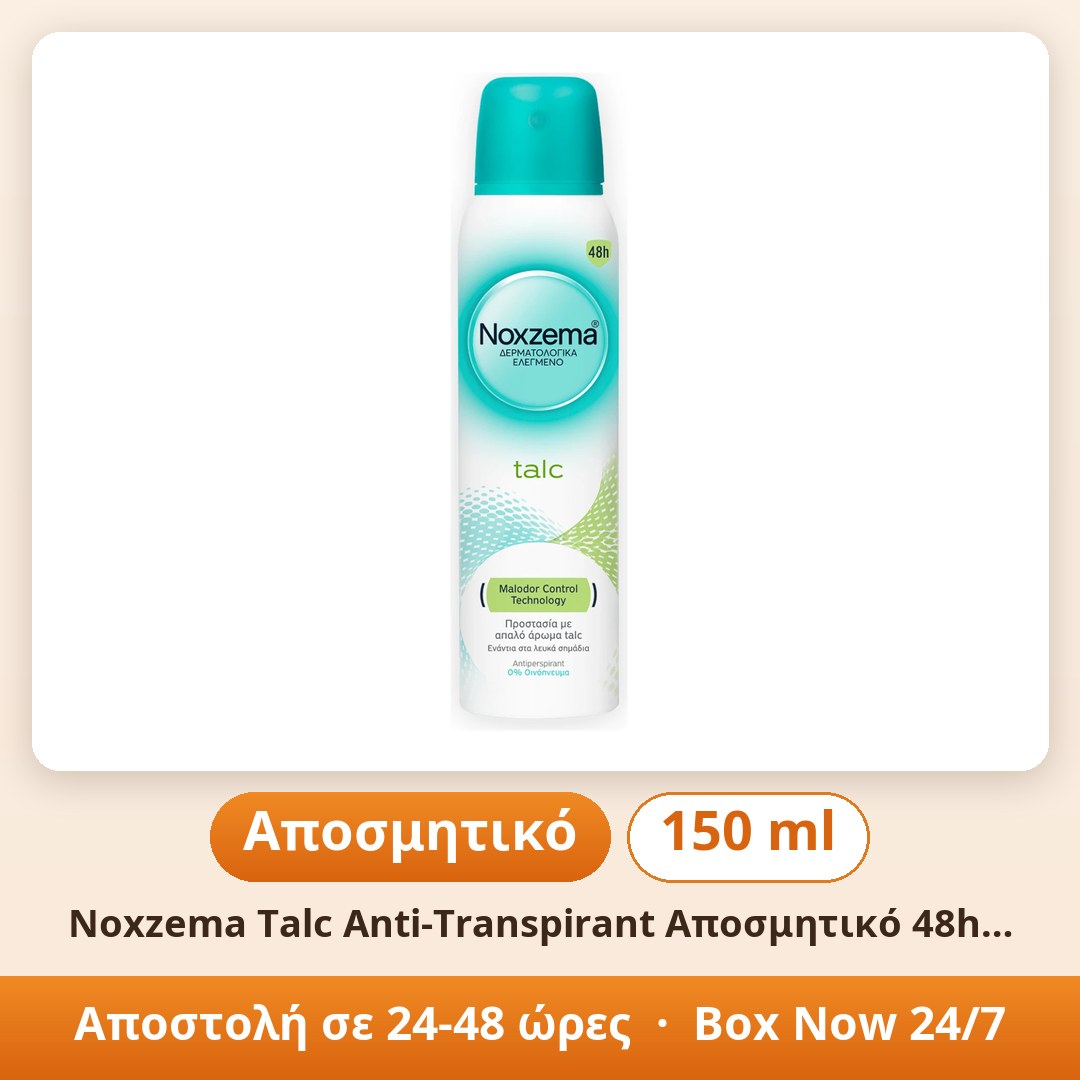 48h
Noxzema®
ΔΕΡΜΑΤΟΛΟΓΙΚΑ
ΕΛΕΓΜΕΝΟ
talc
Malodor Control
Technology
Προστασία με
απαλό άρωμα talc
Ενάντια στα λευκά σημάδια
Antiperspirant
0% Οινόπνευμα
Αποσμητικό
150 ml
Noxzema Talc Anti-Transpirant Αποσμητικό 48h...
Αποστολή σε 24-48 ώρες · Box Now 24/7